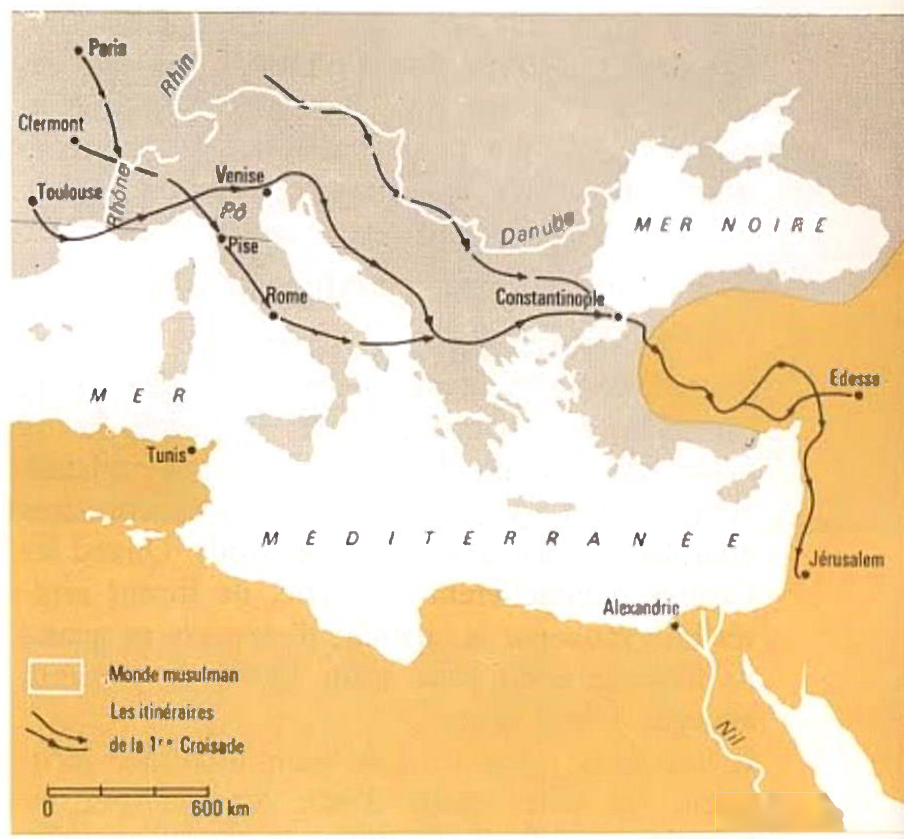 Paris
Rhin
Clermont
Rhône
Toulouse
Venise
Pô
Pise
Danube
MER NOIRE
Rome
Constantinople
Edesse
MER
Tunis
MÉDITERRANÉE
Jérusalem
Alexandrie
Nil
Monde musulman
Les itinéraires
de la 1re Croisade
0 600 km